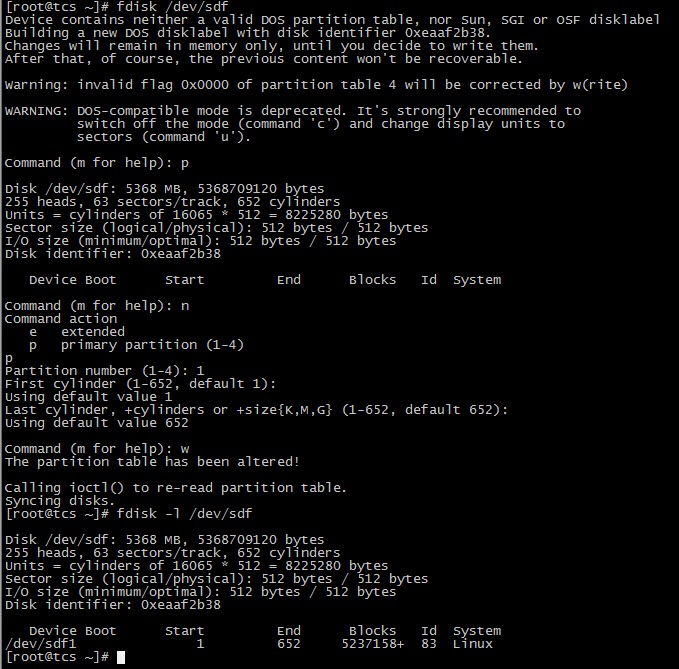 [root@tcs ~]# fdisk /dev/sdf
Device contains neither a valid DOS partition table, nor Sun, SGI or OSF disklabel
Building a new DOS disklabel with disk identifier 0xeaaf2b38.
Changes will remain in memory only, until you decide to write them.
After that, of course, the previous content won't be recoverable.

Warning: invalid flag 0x0000 of partition table 4 will be corrected by w(rite)

WARNING: DOS-compatible mode is deprecated. It's strongly recommended to
         switch off the mode (command 'c') and change display units to
         sectors (command 'u').

Command (m for help): p

Disk /dev/sdf: 5368 MB, 5368709120 bytes
255 heads, 63 sectors/track, 652 cylinders
Units = cylinders of 16065 * 512 = 8225280 bytes
Sector size (logical/physical): 512 bytes / 512 bytes
I/O size (minimum/optimal): 512 bytes / 512 bytes
Disk identifier: 0xeaaf2b38

   Device Boot      Start         End      Blocks   Id  System

Command (m for help): n
Command action
   e   extended
   p   primary partition (1-4)
p
Partition number (1-4): 1
First cylinder (1-652, default 1):
Using default value 1
Last cylinder, +cylinders or +size{K,M,G} (1-652, default 652):
Using default value 652

Command (m for help): w
The partition table has been altered!

Calling ioctl() to re-read partition table.
Syncing disks.
[root@tcs ~]# fdisk -l /dev/sdf

Disk /dev/sdf: 5368 MB, 5368709120 bytes
255 heads, 63 sectors/track, 652 cylinders
Units = cylinders of 16065 * 512 = 8225280 bytes
Sector size (logical/physical): 512 bytes / 512 bytes
I/O size (minimum/optimal): 512 bytes / 512 bytes
Disk identifier: 0xeaaf2b38

   Device Boot      Start         End      Blocks   Id  System
/dev/sdf1               1         652     5237158+  83  Linux
[root@tcs ~]#